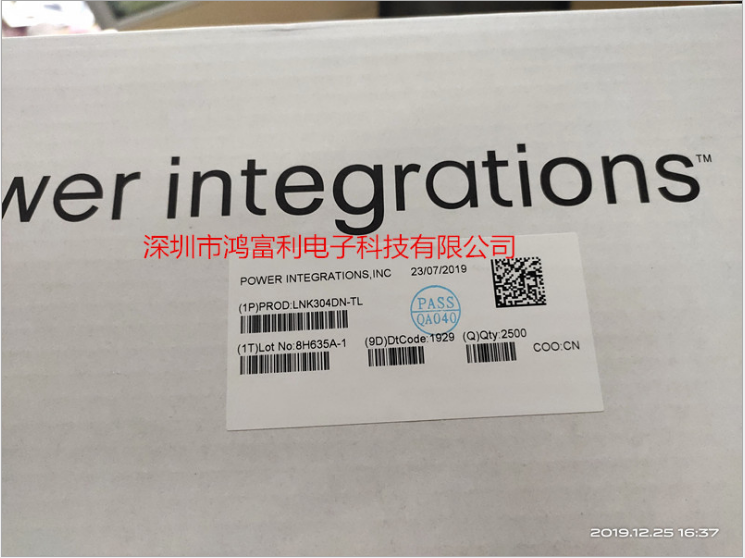 wer integrations™
深圳市鸿富利电子科技有限公司
POWER INTEGRATIONS,INC 23/07/2019
(1P)PROD:LNK304DN-TL
PASS
QA040
(1T)Lot No:8H635A-1 (9D)DtCode:1929 (Q)Qty:2500
COO:CN
2019.12.25 16:37